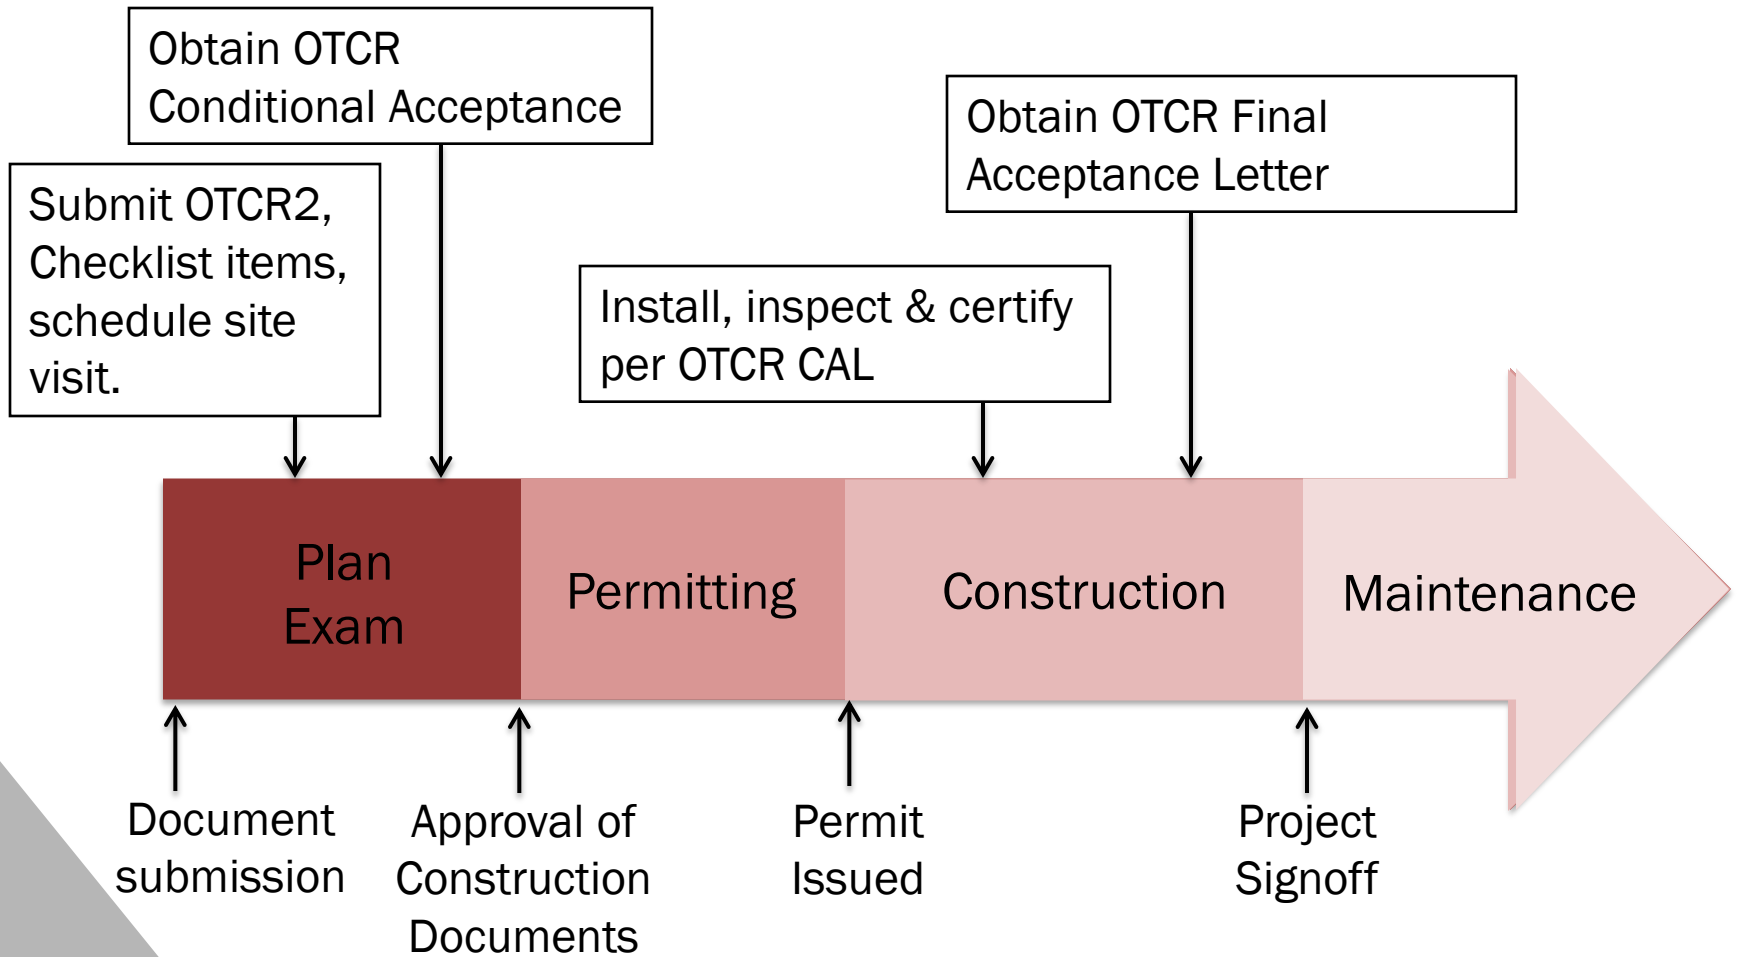 Obtain OTCR
Conditional Acceptance
Submit OTCR2,
Checklist items,
schedule site
visit.
Obtain OTCR Final
Acceptance Letter
Install, inspect & certify
per OTCR CAL
Plan
Exam
Permitting
Construction
Maintenance
Document
submission
Approval of
Construction
Documents
Permit
Issued
Project
Signoff